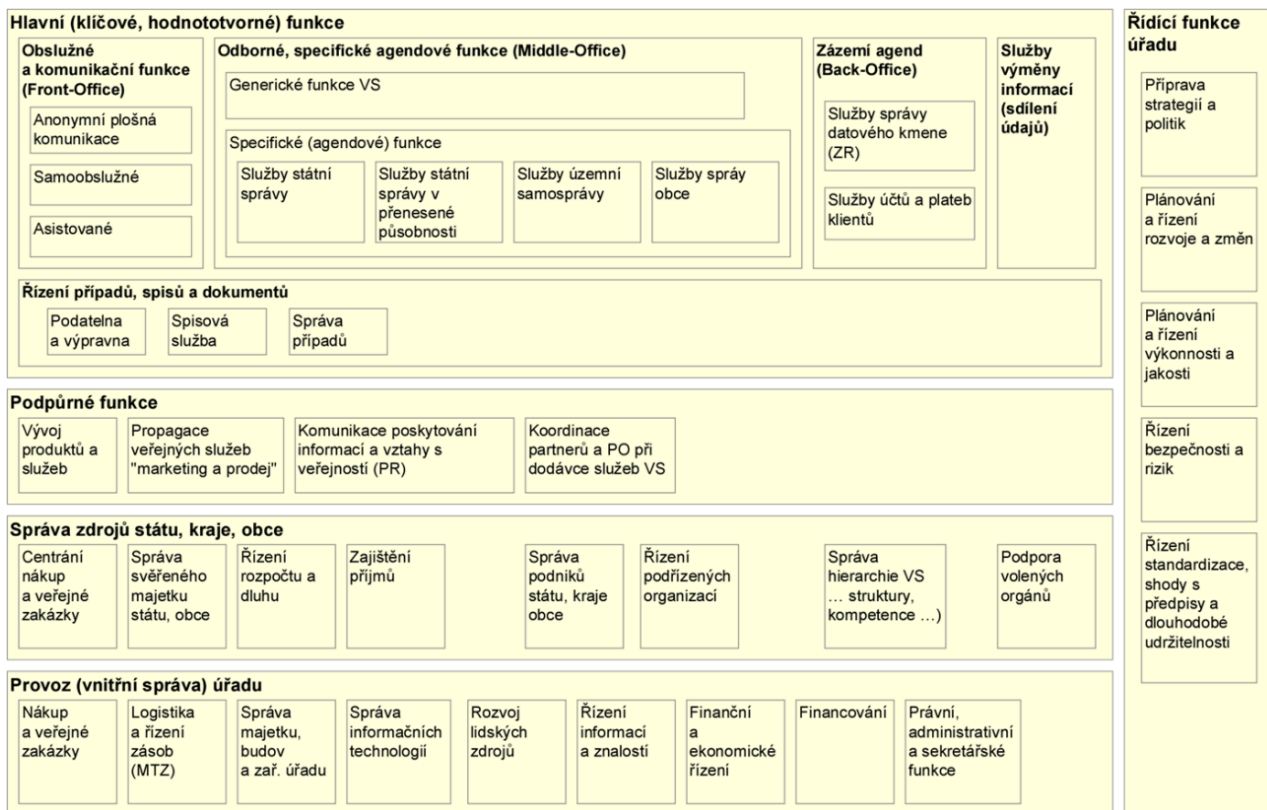 Hlavní (klíčové, hodnototvorné) funkce
Obslužné
a komunikační funkce
(Front-Office)
Anonymní plošná
komunikace
Samoobslužné
Asistované
Odborné, specifické agendové funkce (Middle-Office)
Generické funkce VS
Specifické (agendové) funkce
Služby státní
správy
Služby státní
správy v
přenesené
působnosti
Služby územní
samosprávy
Služby spráy
obce
Zázemí agend
(Back-Office)
Služby správy
datového kmene
(ZR)
Služby účtů a plateb
klientů
Služby
výměny
informací
(sdílení
údajů)
Řízení případů, spisů a dokumentů
Podatelna
a výpravna
Spisová
služba
Správa
případů
Podpůrné funkce
Vývoj
produktů a
služeb
Propagace
veřejných služeb
"marketing a prodej"
Komunikace poskytování
informací a vztahy s
veřejností (PR)
Koordinace
partnerů a PO při
dodávce služeb VS
Správa zdrojů státu, kraje, obce
Centrání
nákup
a veřejné
zakázky
Správa
svěřeného
majetku
státu, obce
Řízení
rozpočtu a
dluhu
Zajištění
příjmů
Správa
podniků
státu, kraje
obce
Řízení
podřízených
organizací
Správa
hierarchie VS
... struktury,
kompetence ...)
Podpora
volených
orgánů
Provoz (vnitřní správa) úřadu
Nákup
a veřejné
zakázky
Logistika
a řízení
zásob
(MTZ)
Správa
majetku,
budov
a zař. úřadu
Správa
informačních
technologií
Rozvoj
lidských
zdrojů
Řízení
informací
a znalostí
Finanční
a
ekonomické
řízení
Financování
Právní,
administrativní
a sekretářské
funkce
Řídící funkce
úřadu
Příprava
strategií a
politik
Plánování
a řízení
rozvoje a změn
Plánování
a řízení
výkonnosti a
jakosti
Řízení
bezpečnosti a
rizik
Řízení
standardizace,
shody s
předpisy a
dlouhodobé
udržitelnosti